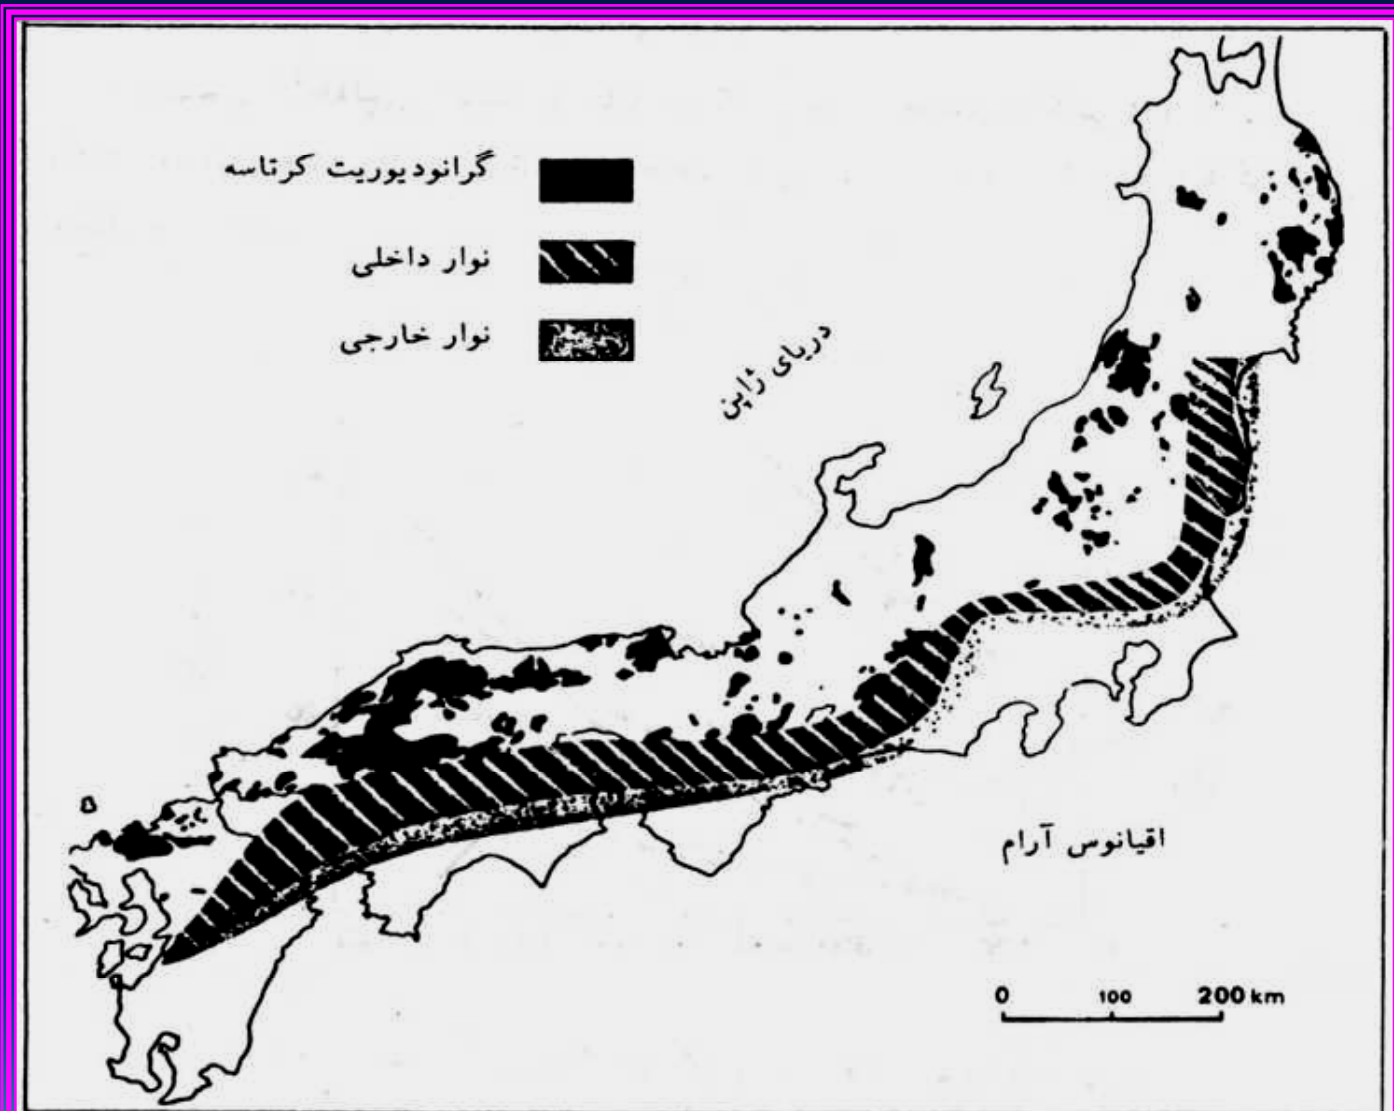 گرانودیوریت کرتاسه
نوار داخلی
نوار خارجی
دریای ژاپن
اقیانوس آرام
0 100 200 km